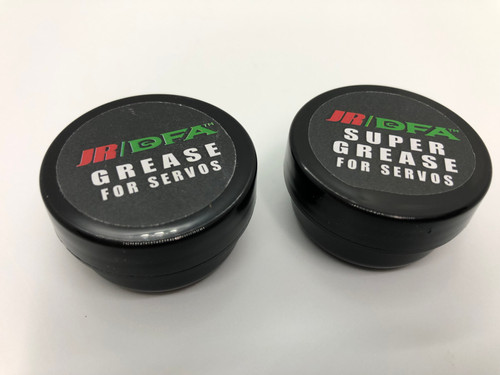 JR/DFA™
GREASE
FOR SERVOS
JR/DFA™
SUPER
GREASE
FOR SERVOS